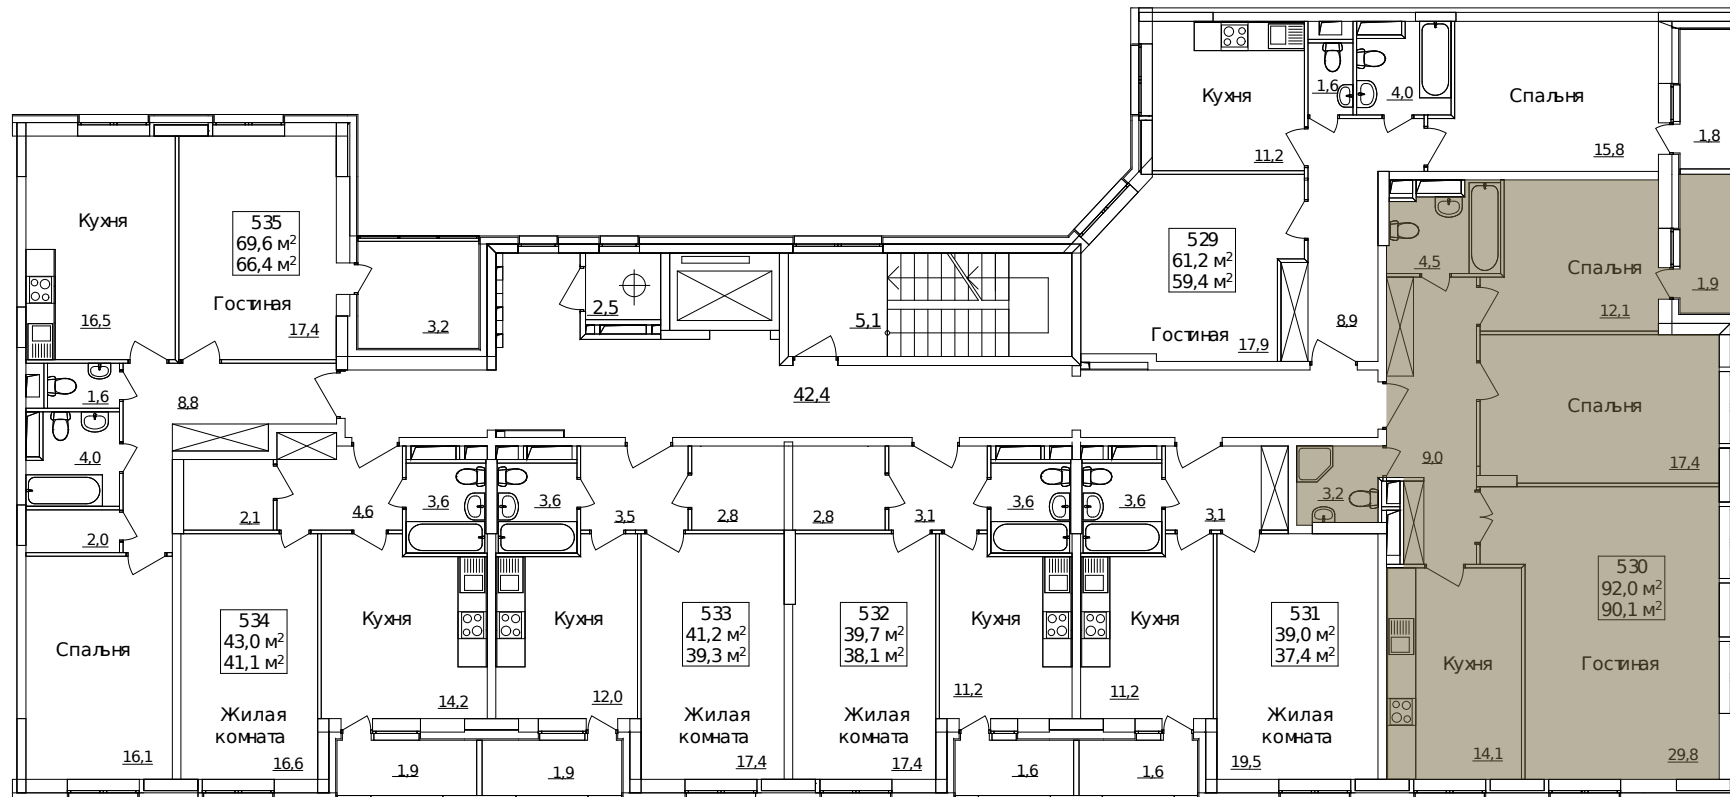 Кухня
1,6
4,0
Спальня
11,2
15,8
1,8
535
69,6 м²
66,4 м²
Кухня
Гостиная
16,5
17,4
3,2
2,5
5,1
529
61,2 м²
59,4 м²
Гостиная
17,9
8,9
4,5
Спальня
12,1
1,9
1,6
8,8
42,4
Спальня
17,4
4,0
2,1
4,6
3,6
3,6
3,5
2,8
2,8
3,1
3,6
3,6
3,1
3,2
9,0
2,0
534
43,0 м²
41,1 м²
Кухня
Кухня
533
41,2 м²
39,3 м²
532
39,7 м²
38,1 м²
Кухня
Кухня
531
39,0 м²
37,4 м²
530
92,0 м²
90,1 м²
Спальня
Кухня
Гостиная
14,2
12,0
11,2
11,2
Жилая
комната
Жилая
комната
Жилая
комната
Жилая
комната
16,1
16,6
1,9
1,9
17,4
17,4
1,6
1,6
19,5
14,1
29,8